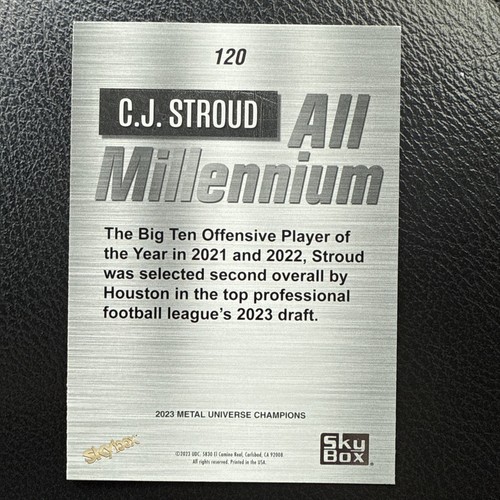 120
C.J. STROUD
All
Millennium
The Big Ten Offensive Player of
the Year in 2021 and 2022, Stroud
was selected second overall by
Houston in the top professional
football league's 2023 draft.
2023 METAL UNIVERSE CHAMPIONS
skybox
©2023 UDC. 5830 El Camino Real, Carlsbad, CA 92008
All rights reserved. Printed in the USA.
Sky
Box